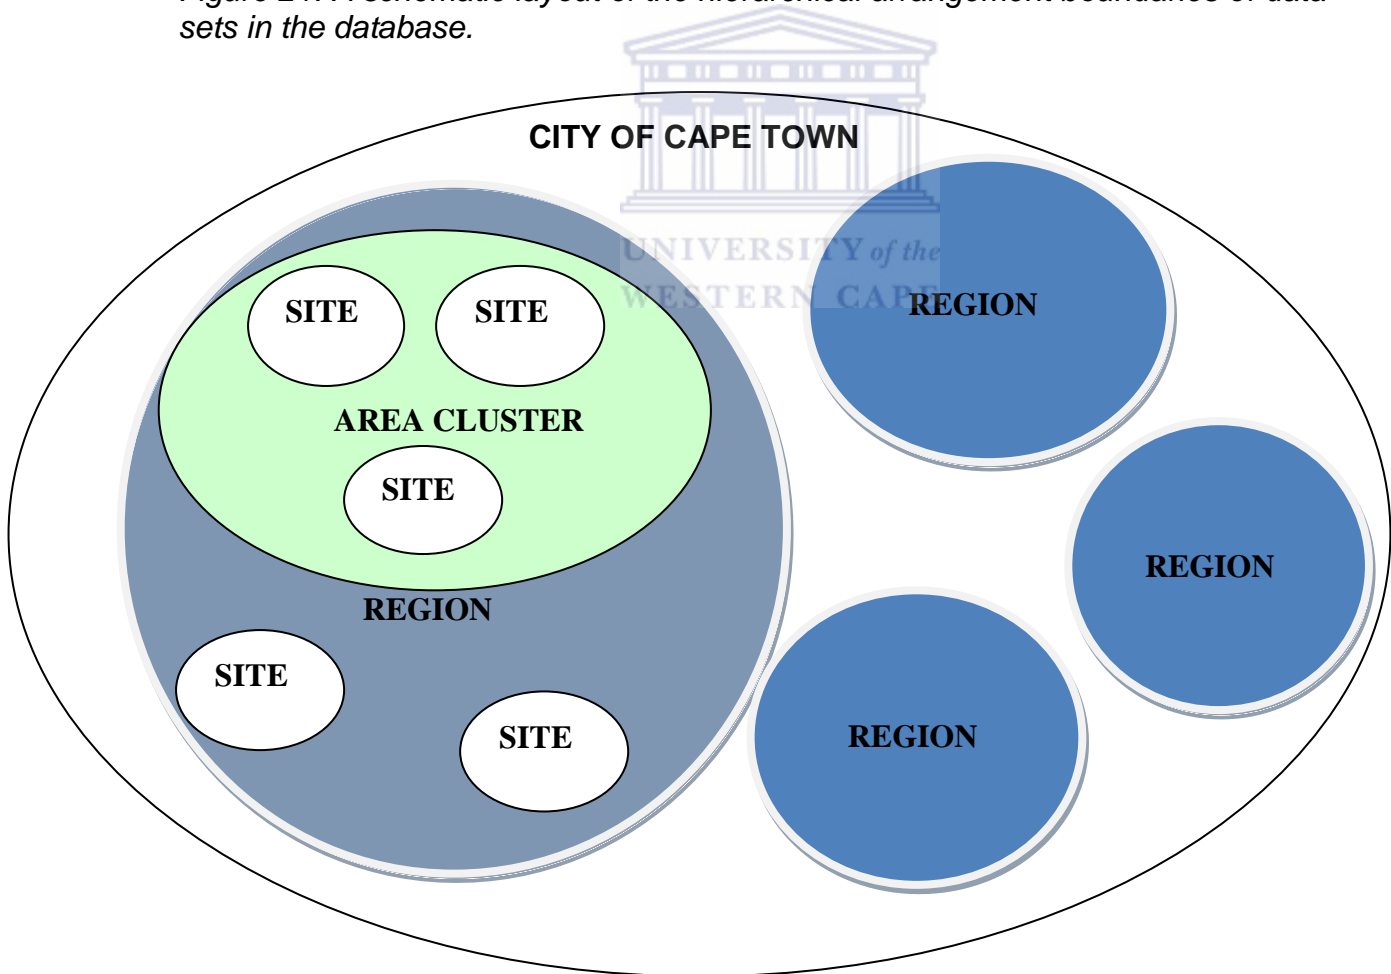 sets in the database.
CITY OF CAPE TOWN
UNIVERSITY of the
WESTERN CAPE
SITE SITE
REGION
AREA CLUSTER
SITE
REGION
REGION
SITE
SITE
REGION